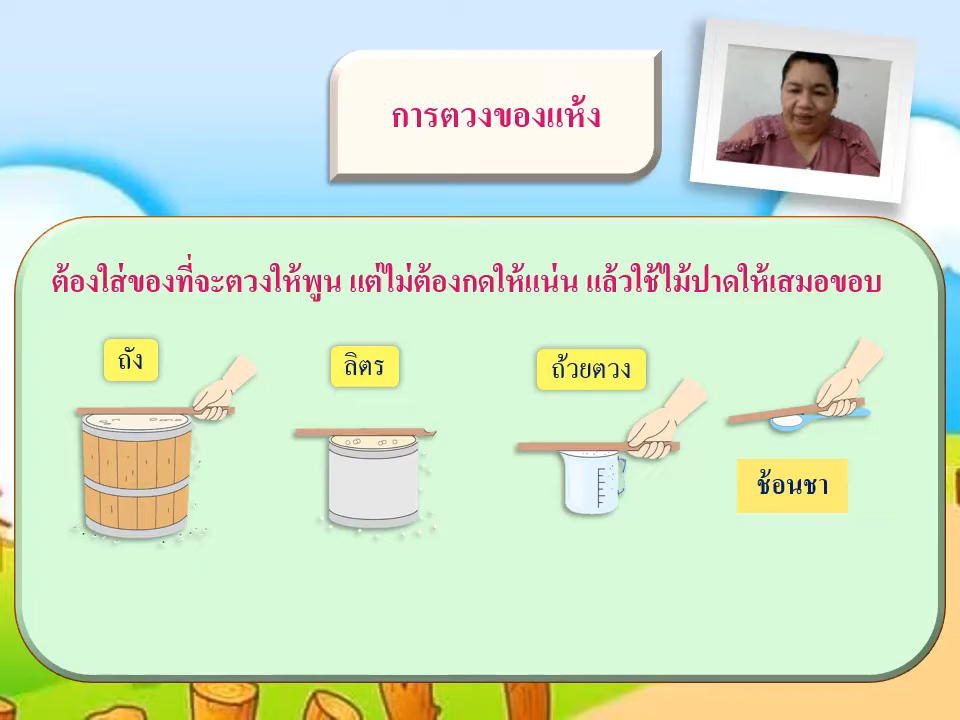 การตวงของแห้ง
ต้องใส่ของที่จะตวงให้พูน แต่ไม่ต้องกดให้แน่น แล้วใช้ไม้ปาดให้เสมอขอบ
ถัง
ลิตร
ถ้วยตวง
ช้อนชา